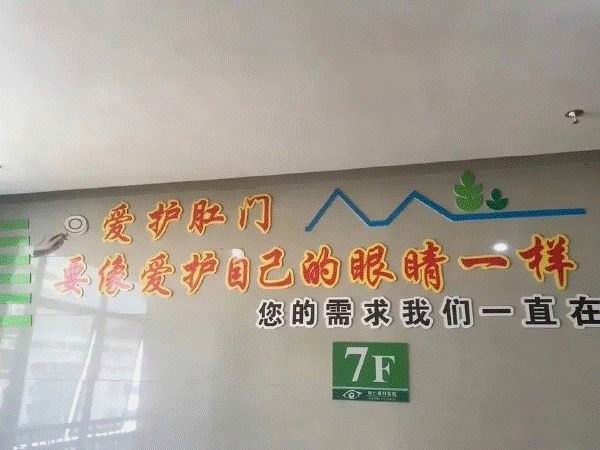 爱护肛门
要像爱护自己的眼睛一样
您的需求我们一直在
7F